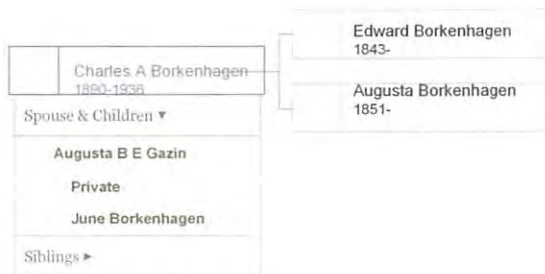 Edward Borkenhagen
1843-
Charles A Borkenhagen
1890-1936
Augusta Borkenhagen
1851-
Spouse & Children ▾
Augusta B E Gazin
Private
June Borkenhagen
Siblings ▸